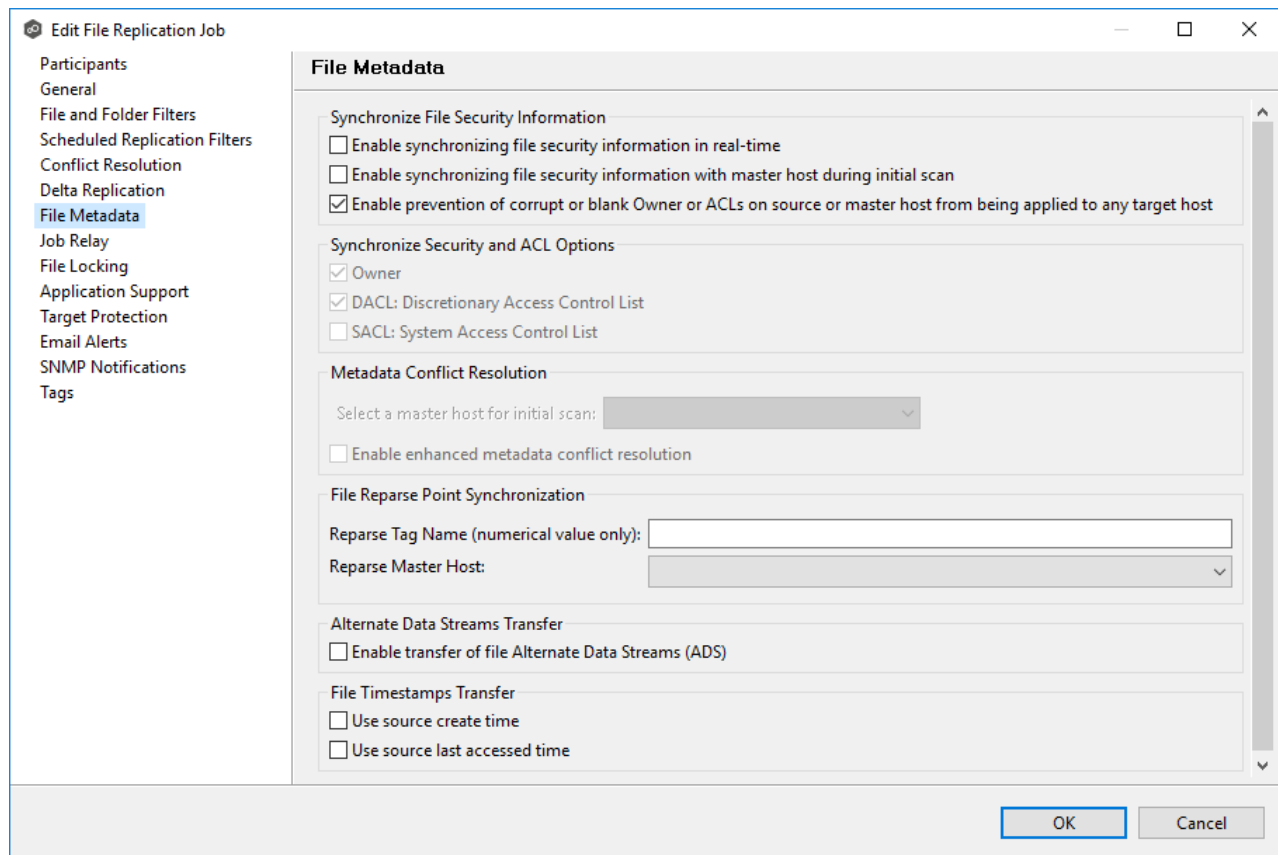 Edit File Replication Job
Participants
General
File and Folder Filters
Scheduled Replication Filters
Conflict Resolution
Delta Replication
File Metadata
Job Relay
File Locking
Application Support
Target Protection
Email Alerts
SNMP Notifications
Tags
File Metadata
Synchronize File Security Information
Enable synchronizing file security information in real-time
Enable synchronizing file security information with master host during initial scan
Enable prevention of corrupt or blank Owner or ACLs on source or master host from being applied to any target host
Synchronize Security and ACL Options
Owner
DACL: Discretionary Access Control List
SACL: System Access Control List
Metadata Conflict Resolution
Select a master host for initial scan:
Enable enhanced metadata conflict resolution
File Reparse Point Synchronization
Reparse Tag Name (numerical value only):
Reparse Master Host:
Alternate Data Streams Transfer
Enable transfer of file Alternate Data Streams (ADS)
File Timestamps Transfer
Use source create time
Use source last accessed time
OK
Cancel